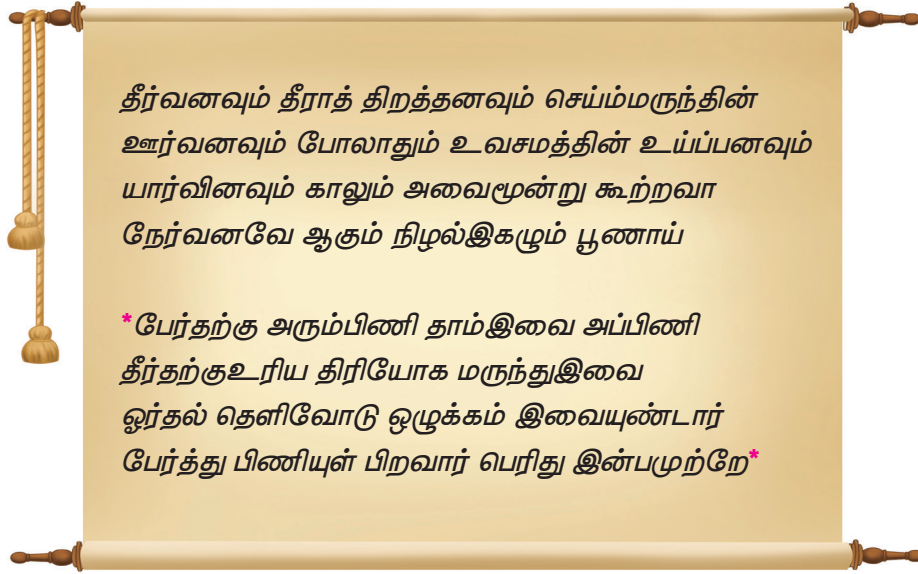 தீர்வனவும் தீராத் திறத்தனவும் செய்ம்மருந்தின்
ஊர்வனவும் போலாதும் உவசமத்தின் உய்ப்பனவும்
யார்வினவும் காலும் அவைமூன்று கூற்றவா
நேர்வனவே ஆகும் நிழல்இகழும் பூணாய்
*பேர்தற்கு அரும்பிணி தாம்இவை அப்பிணி
தீர்தற்குஉரிய திரியோக மருந்துஇவை
ஓர்தல் தெளிவோடு ஒழுக்கம் இவையுண்டார்
பேர்த்து பிணியுள் பிறவார் பெரிது இன்பமுற்றே*